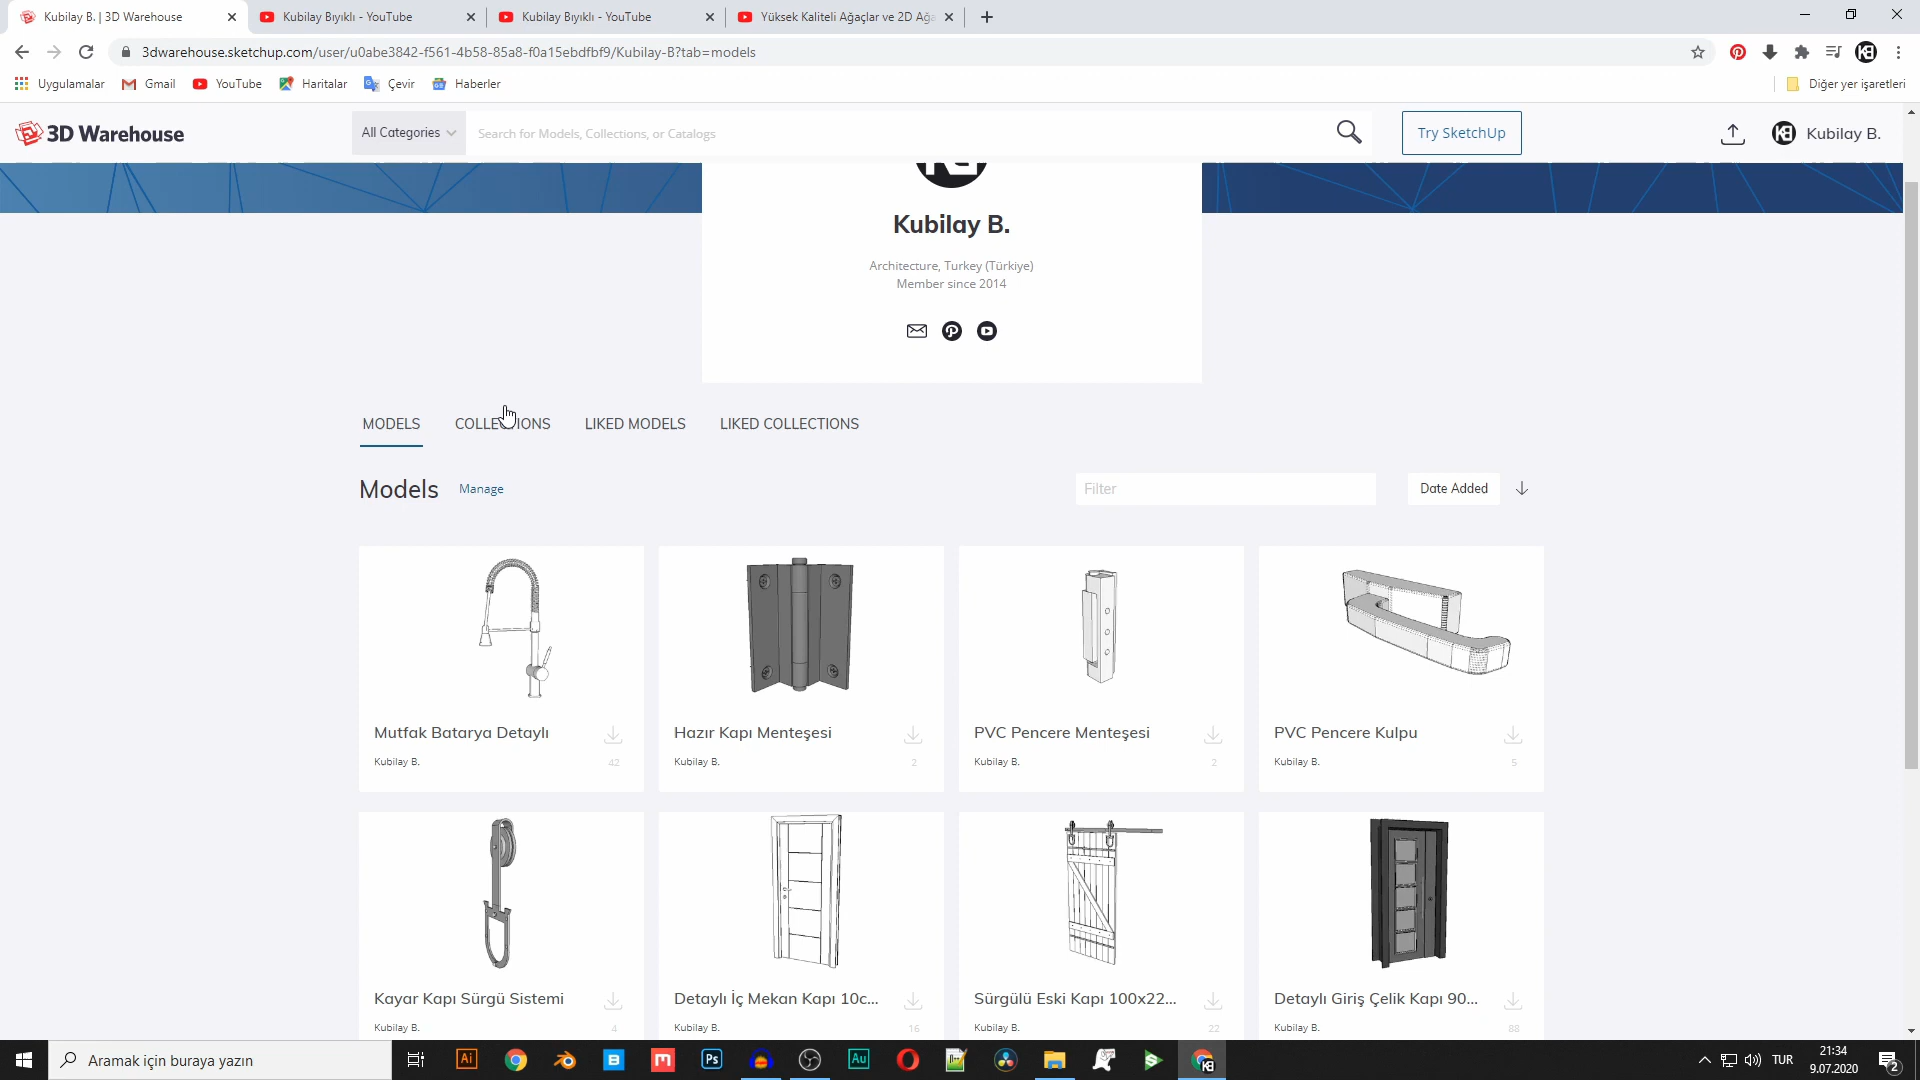 Kubilay B. | 3D Warehouse
Kubilay Bıyıklı - YouTube
Kubilay Bıyıklı - YouTube
Yüksek Kaliteli Ağaçlar ve 2D Ağa
3dwarehouse.sketchup.com/user/u0abe3842-f561-4b58-85a8-f0a15ebdfbf9/Kubilay-B?tab=models
Uygulamalar
Gmail
YouTube
Haritalar
Çevir
Haberler
Diğer yer işaretleri
3D Warehouse
All Categories
Search for Models, Collections, or Catalogs
Try SketchUp
Kubilay B.
Kubilay B.
Architecture, Turkey (Türkiye)
Member since 2014
MODELS
COLLECTIONS
LIKED MODELS
LIKED COLLECTIONS
Models
Manage
Filter
Date Added
Mutfak Batarya Detaylı
Kubilay B.
42
Hazır Kapı Menteşesi
Kubilay B.
2
PVC Pencere Menteşesi
Kubilay B.
2
PVC Pencere Kulpu
Kubilay B.
5
Kayar Kapı Sürgü Sistemi
Kubilay B.
4
Detaylı İç Mekan Kapı 10c...
Kubilay B.
16
Sürgülü Eski Kapı 100x22...
Kubilay B.
22
Detaylı Giriş Çelik Kapı 90...
Kubilay B.
88
Aramak için buraya yazın
Ai
B
Ps
Au
TUR
21:34
9.07.2020
2